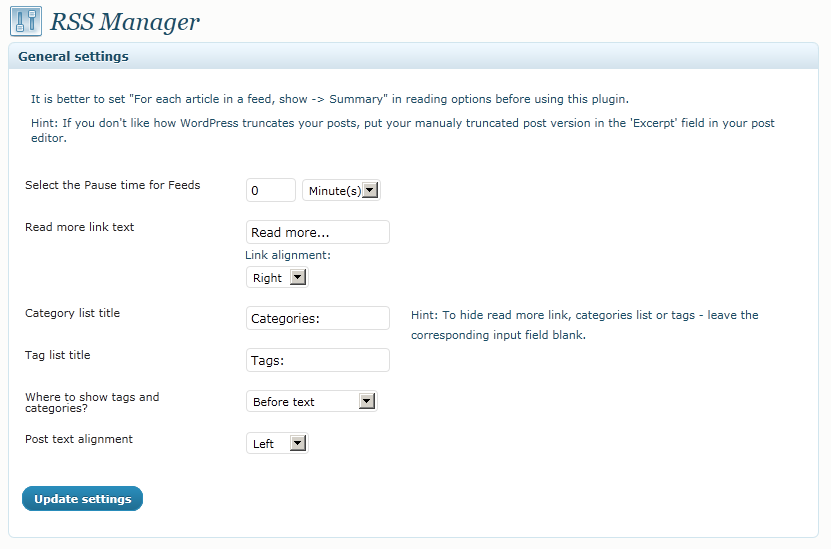 RSS Manager
General settings
It is better to set "For each article in a feed, show -> Summary" in reading options before using this plugin.
Hint: If you don't like how WordPress truncates your posts, put your manualy truncated post version in the 'Excerpt' field in your post
editor.
Select the Pause time for Feeds
0
Minute(s)
Read more link text
Read more...
Link alignment:
Right
Category list title
Categories:
Hint: To hide read more link, categories list or tags - leave the
corresponding input field blank.
Tag list title
Tags:
Where to show tags and
categories?
Before text
Post text alignment
Left
Update settings